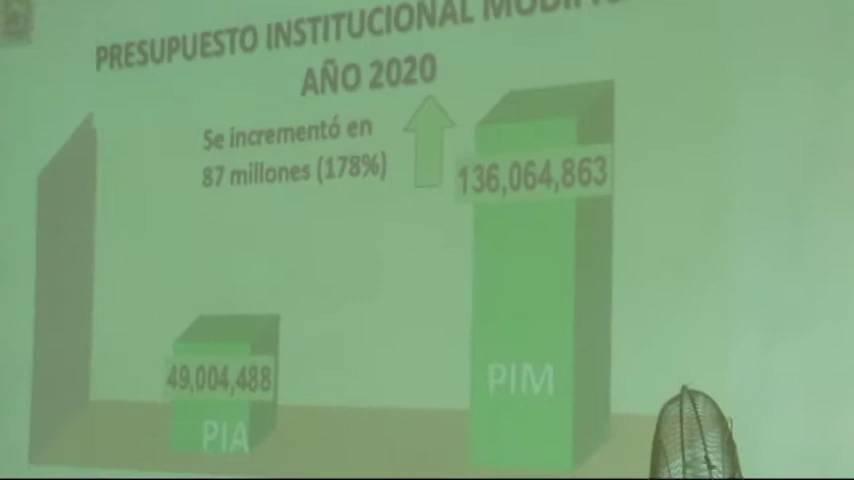 PRESUPUESTO INSTITUCIONAL
AÑO 2020
Se incrementó en
87 millones (178%)
136,064,863
49,004,488
PIM
PIA